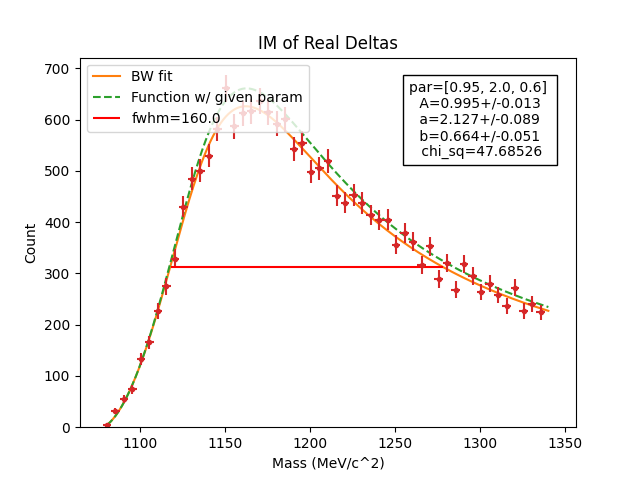 IM of Real Deltas
BW fit
Function w/ given param
fwhm=160.0
par=[0.95, 2.0, 0.6]
A=0.995+/-0.013
a=2.127+/-0.089
b=0.664+/-0.051
chi_sq=47.68526
Count
700
600
500
400
300
200
100
0
1100
1150
1200
1250
1300
1350
Mass (MeV/c^2)